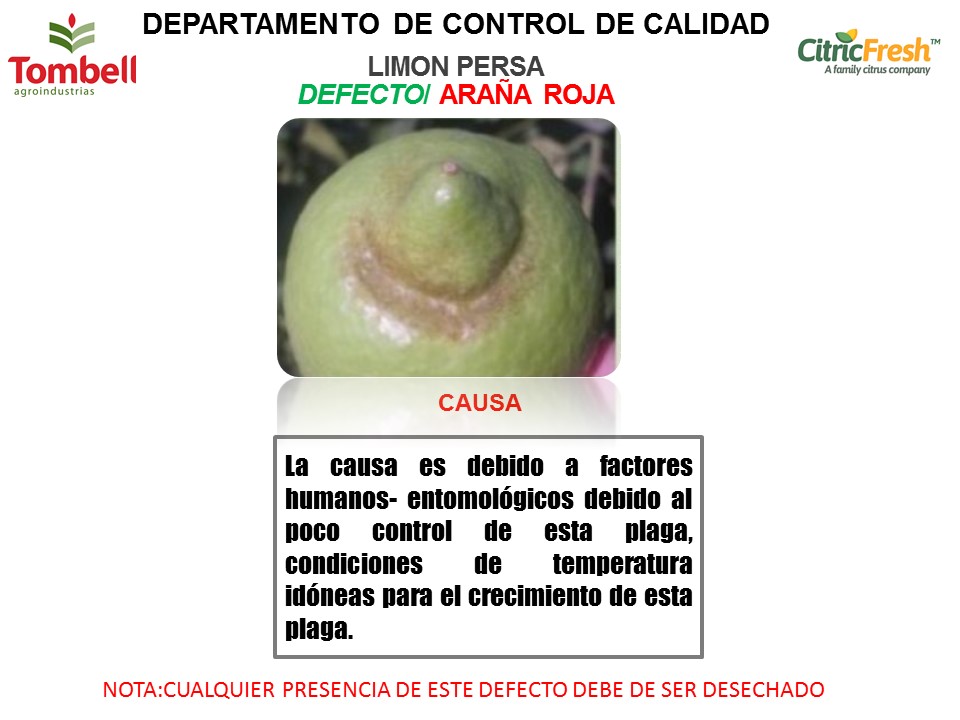 DEPARTAMENTO DE CONTROL DE CALIDAD
Tombell
agroindustrias
CitricFresh™
A family citrus company
LIMON PERSA
DEFECTO/ ARAÑA ROJA
CAUSA
La causa es debido a factores
humanos- entomológicos debido al
poco control de esta plaga,
condiciones de temperatura
idóneas para el crecimiento de esta
plaga.
NOTA:CUALQUIER PRESENCIA DE ESTE DEFECTO DEBE DE SER DESECHADO